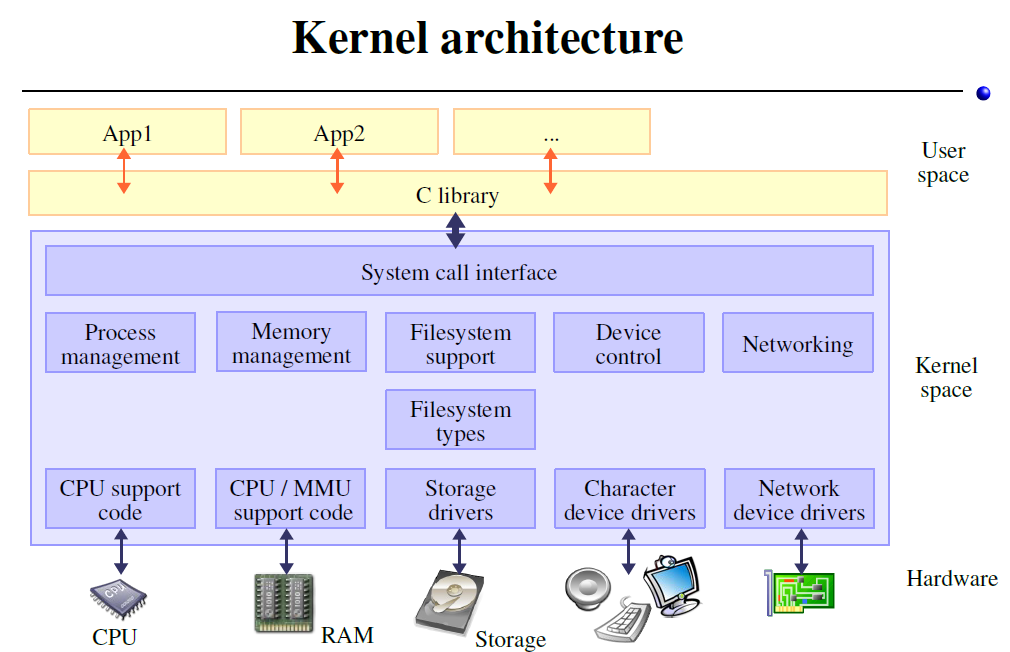 Kernel architecture
App1
App2
...
User
space
C library
System call interface
Process
management
Memory
management
Filesystem
support
Device
control
Networking
Kernel
space
Filesystem
types
CPU support
code
CPU / MMU
support code
Storage
drivers
Character
device drivers
Network
device drivers
Hardware
CPU
CPU
RAM
Storage